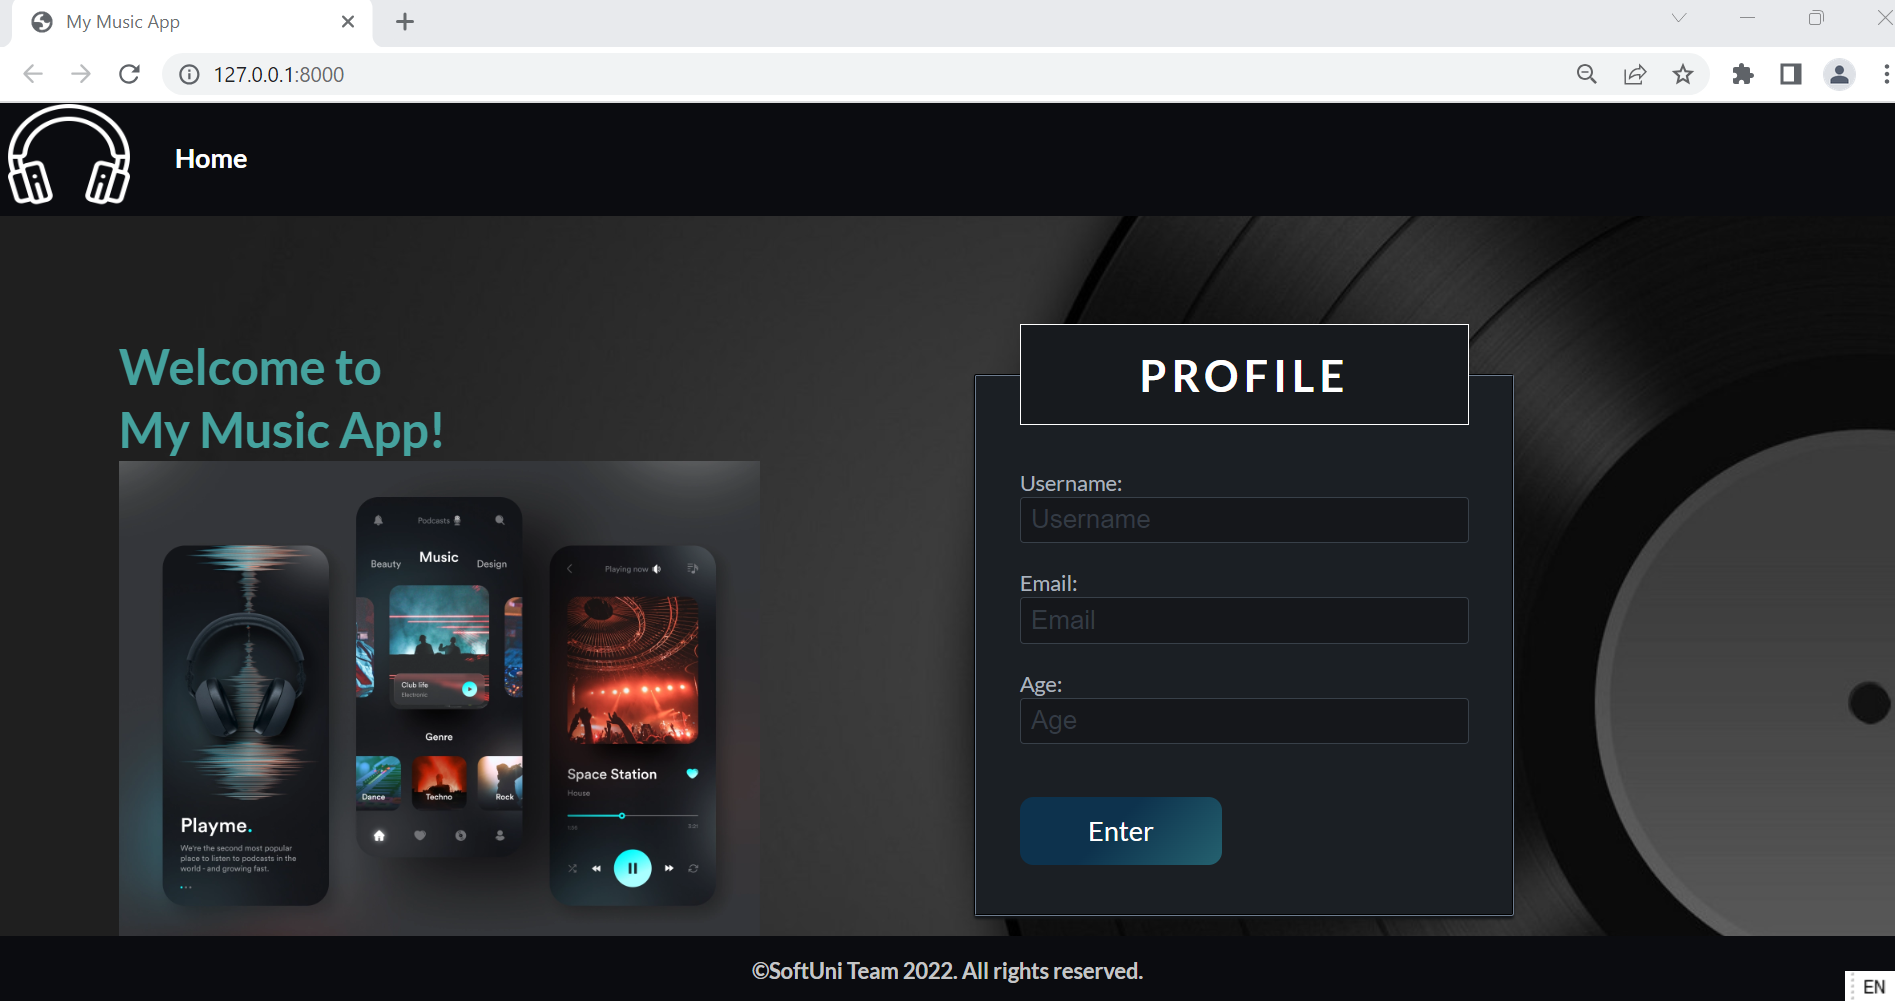 My Music App
127.0.0.1:8000
Home
Welcome to
My Music App!
PROFILE
Username:
Username
Email:
Email
Age:
Age
Enter
Podcasts
Beauty
Music
Design
Club life
Electronic
Genre
Dance
Techno
Rock
Playme.
We're the second most popular
place to listen to podcasts in the
world - and growing fast.
Playing now
Space Station
House
©SoftUni Team 2022. All rights reserved.
EN